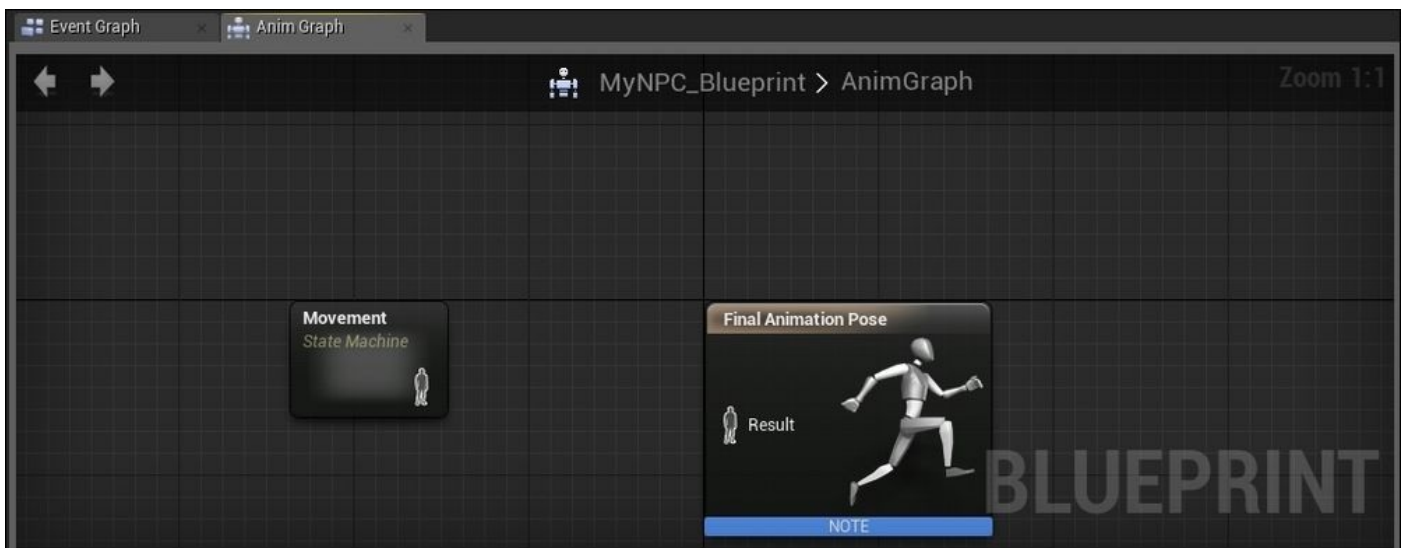 Event Graph
Anim Graph
MyNPC_Blueprint > AnimGraph
Zoom 1:1
Movement
State Machine
Final Animation Pose
Result
BLUEPRINT
NOTE